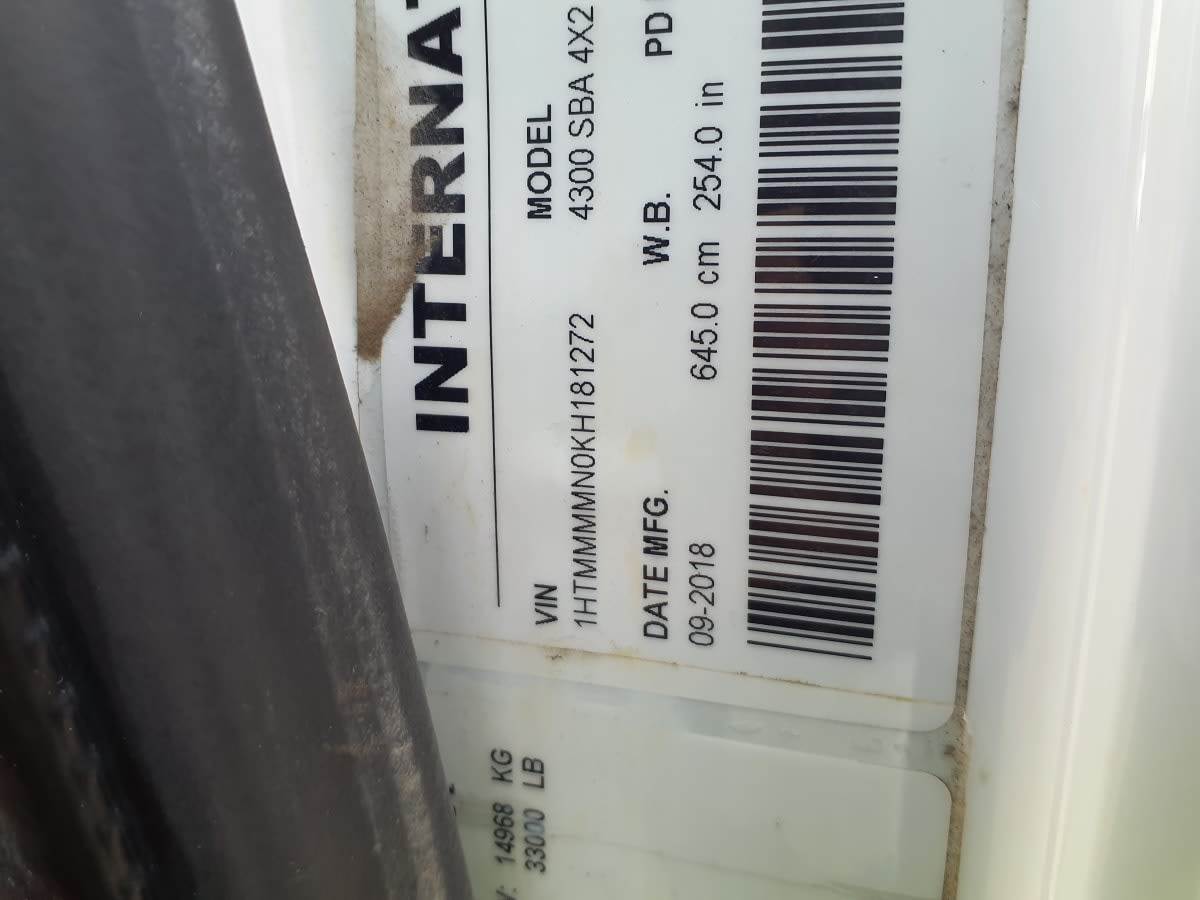 INTERNAT
VIN
MODEL
1HTMMMMN0KH181272
4300 SBA 4X2
DATE MFG.
W.B.
PD
09-2018
645.0 cm 254.0 in
14968 KG
33000 LB